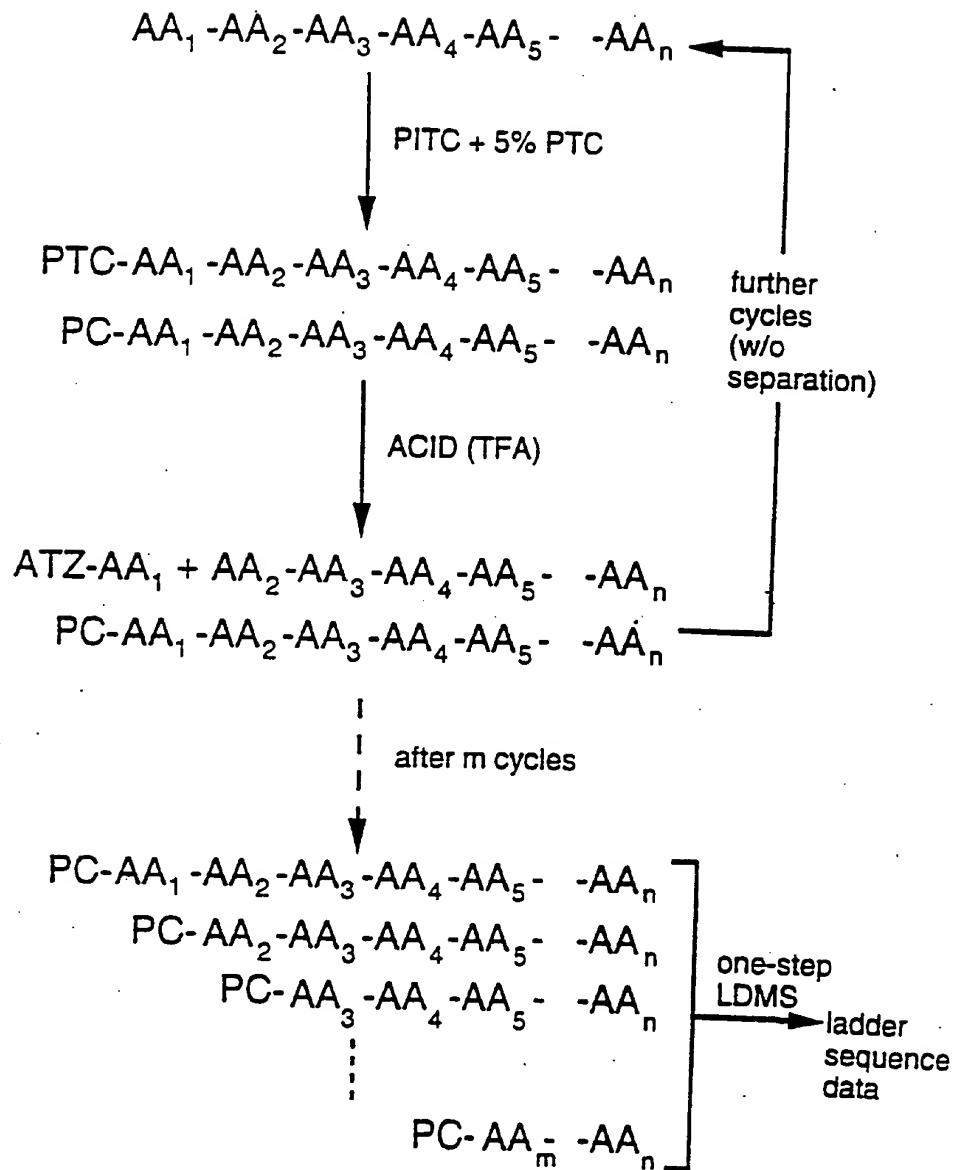 AA1 -AA2-AA3-AA4-AA5- -AAn
PITC + 5% PTC
PTC-AA1 -AA2-AA3-AA4-AA5- -AAn
PC-AA1 -AA2-AA3-AA4-AA5- -AAn
further
cycles
(w/o
separation)
ACID (TFA)
ATZ-AA1 + AA2-AA3-AA4-AA5- -AAn
PC-AA1 -AA2-AA3-AA4-AA5- -AAn
after m cycles
PC-AA1 -AA2-AA3-AA4-AA5- -AAn
PC-AA2-AA3-AA4-AA5- -AAn
PC-AA3 -AA4-AA5- -AAn
one-step
LDMS
ladder
sequence
data
PC- AAm- -AAn